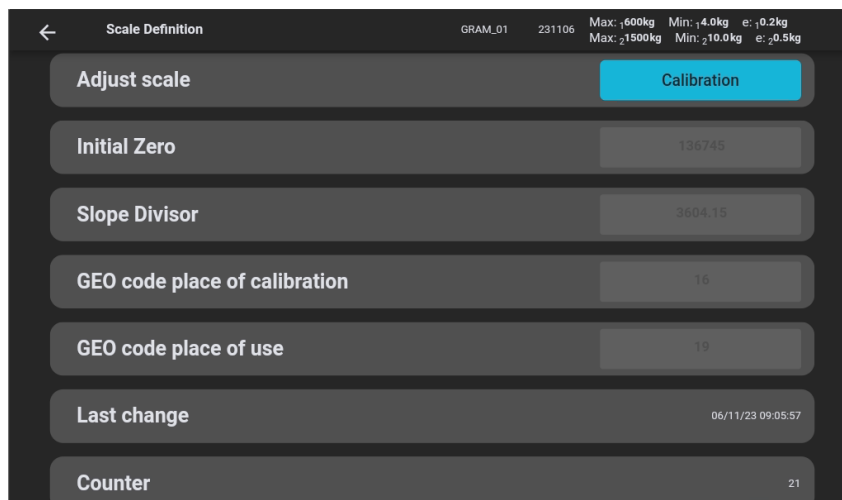 Scale Definition
GRAM_01 231106
Max: ₁600kg Min: ₁4.0kg e: ₁0.2kg
Max: ₂1500kg Min: ₂10.0kg e: ₂0.5kg
Adjust scale Calibration
Initial Zero 136745
Slope Divisor 3604.15
GEO code place of calibration 16
GEO code place of use 19
Last change 06/11/23 09:05:57
Counter 21